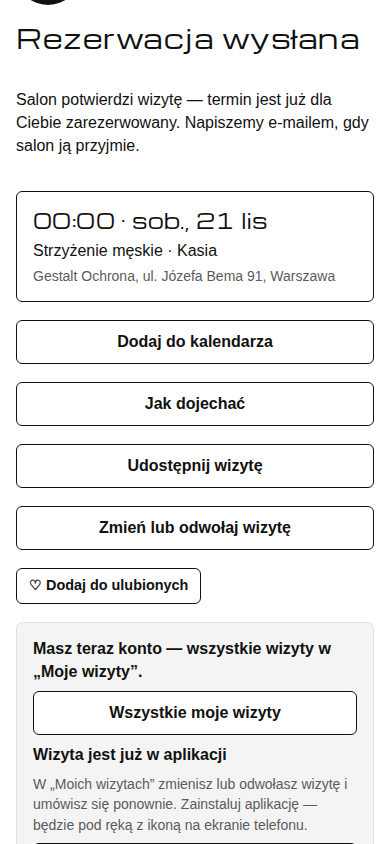 Rezerwacja wysłana
Salon potwierdzi wizytę — termin jest już dla
Ciebie zarezerwowany. Napiszemy e-mailem, gdy
salon ją przyjmie.
00:00 · sob., 21 lis
Strzyżenie męskie · Kasia
Gestalt Ochrona, ul. Józefa Bema 91, Warszawa
Dodaj do kalendarza
Jak dojechać
Udostępnij wizytę
Zmień lub odwołaj wizytę
♡ Dodaj do ulubionych
Masz teraz konto — wszystkie wizyty w
„Moje wizyty”.
Wszystkie moje wizyty
Wizyta jest już w aplikacji
W „Moich wizytach” zmienisz lub odwołasz wizytę i
umówisz się ponownie. Zainstaluj aplikację —
będzie pod ręką z ikoną na ekranie telefonu.